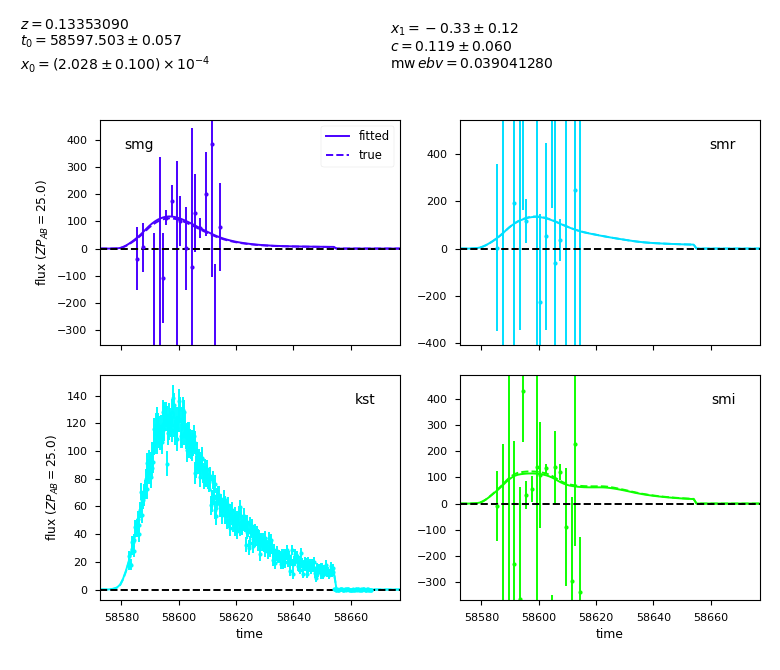 z = 0.13353090
t₀ = 58597.503 ± 0.057
x₀ = (2.028 ± 0.100) × 10⁻⁴
x₁ = −0.33 ± 0.12
c = 0.119 ± 0.060
mwebv = 0.039041280
smg
fitted
true
400
300
200
100
0
−100
−200
−300
flux (ZP_AB = 25.0)
smr
400
200
0
−200
−400
kst
140
120
100
80
60
40
20
0
flux (ZP_AB = 25.0)
58580 58600 58620 58640 58660
time
smi
400
300
200
100
0
−100
−200
−300
58580 58600 58620 58640 58660
time